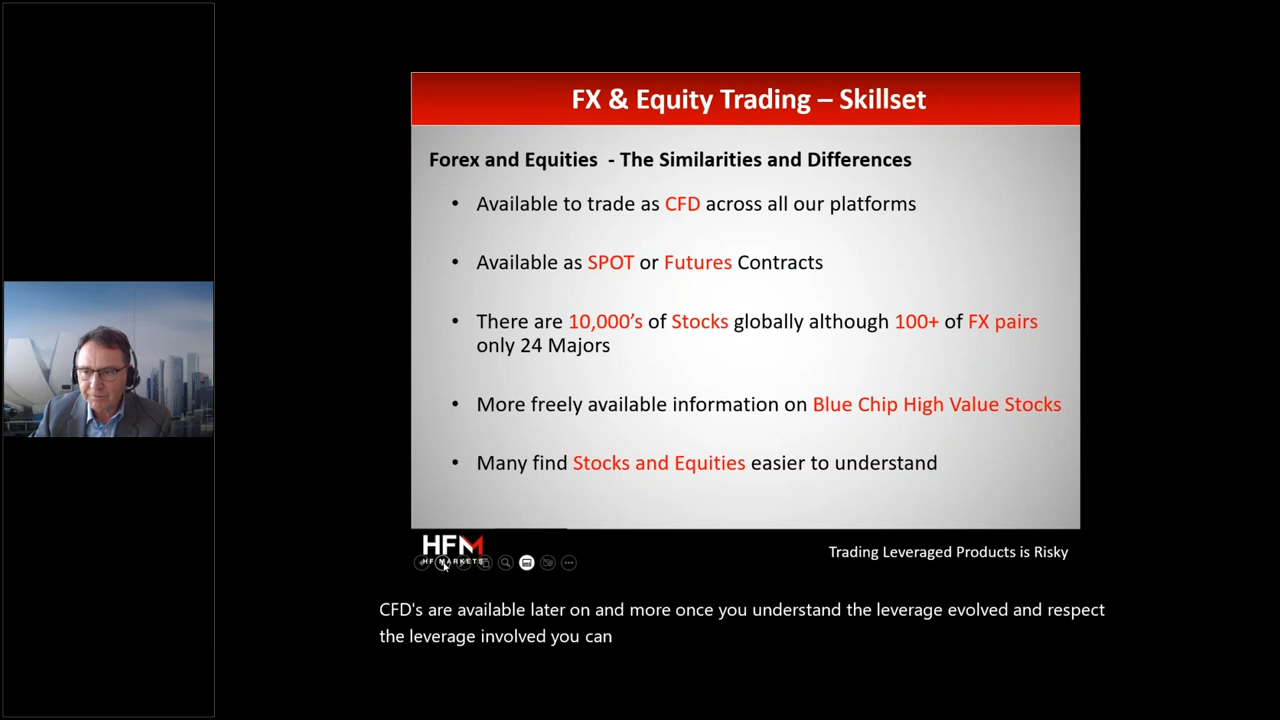 FX & Equity Trading – Skillset
Forex and Equities - The Similarities and Differences
• Available to trade as CFD across all our platforms
• Available as SPOT or Futures Contracts
• There are 10,000's of Stocks globally although 100+ of FX pairs
only 24 Majors
• More freely available information on Blue Chip High Value Stocks
• Many find Stocks and Equities easier to understand
HFM
HF MARKETS
Trading Leveraged Products is Risky
CFD's are available later on and more once you understand the leverage evolved and respect
the leverage involved you can